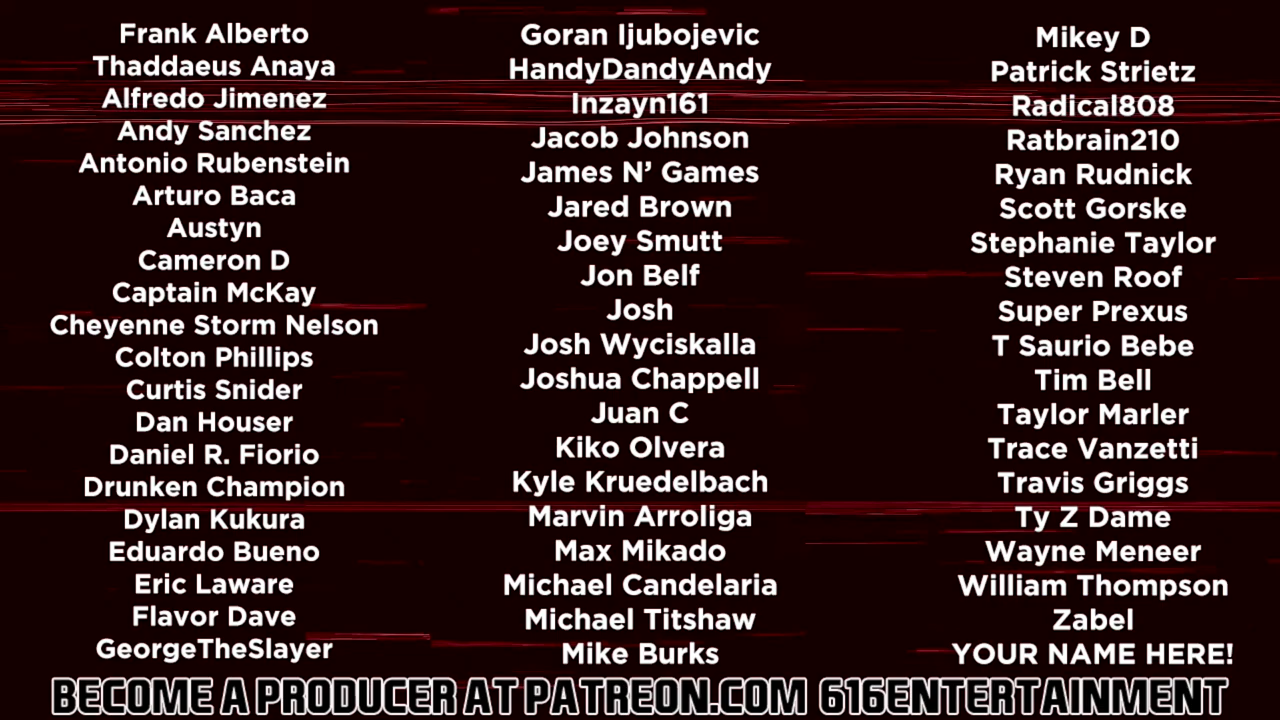 Frank Alberto
Thaddaeus Anaya
Alfredo Jimenez
Andy Sanchez
Antonio Rubenstein
Arturo Baca
Austyn
Cameron D
Captain McKay
Cheyenne Storm Nelson
Colton Phillips
Curtis Snider
Dan Houser
Daniel R. Fiorio
Drunken Champion
Dylan Kukura
Eduardo Bueno
Eric Laware
Flavor Dave
GeorgeTheSlayer
Goran Ijubojevic
HandyDandyAndy
Inzayn161
Jacob Johnson
James N’ Games
Jared Brown
Joey Smutt
Jon Belf
Josh
Josh Wyciskalla
Joshua Chappell
Juan C
Kiko Olvera
Kyle Kruedelbach
Marvin Arroliga
Max Mikado
Michael Candelaria
Michael Titshaw
Mike Burks
Mikey D
Patrick Strietz
Radical808
Ratbrain210
Ryan Rudnick
Scott Gorske
Stephanie Taylor
Steven Roof
Super Prexus
T Saurio Bebe
Tim Bell
Taylor Marler
Trace Vanzetti
Travis Griggs
Ty Z Dame
Wayne Meneer
William Thompson
Zabel
YOUR NAME HERE!
BECOME A PRODUCER AT PATREON.COM 616ENTERTAINMENT